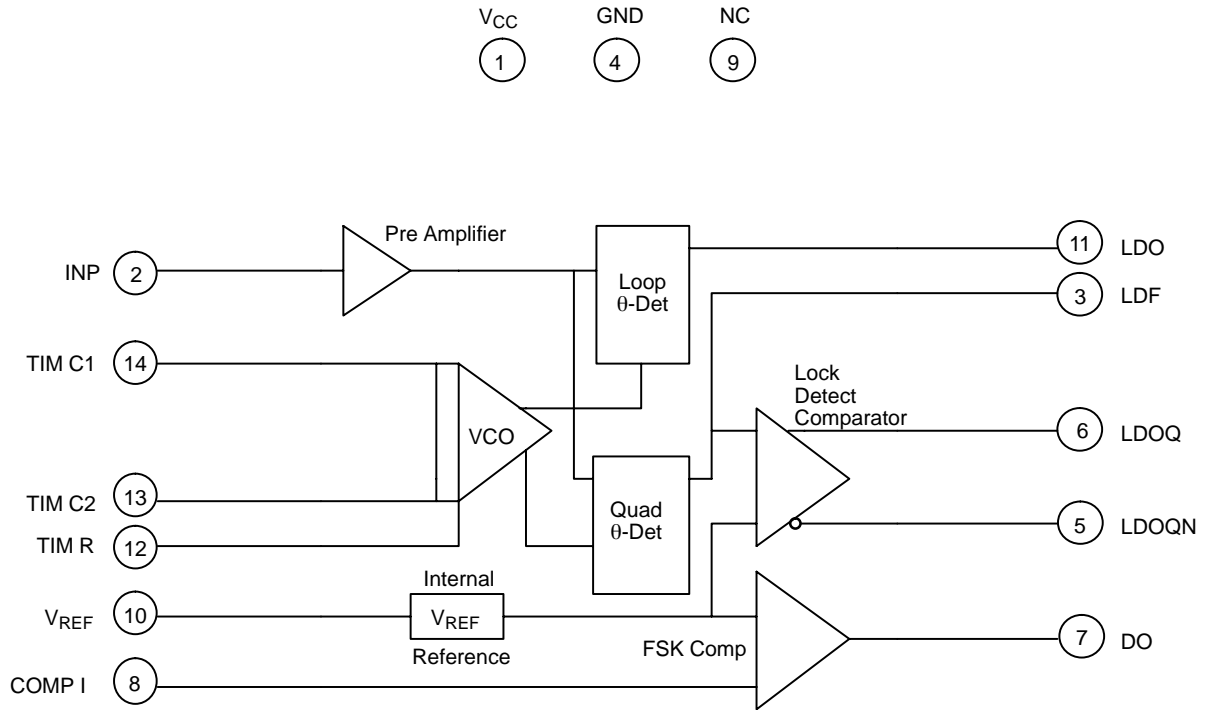 VCC GND NC
1 4 9
Pre Amplifier
INP 2
Loop
θ-Det
11 LDO
3 LDF
TIM C1 14
VCO
Lock
Detect
Comparator
6 LDOQ
TIM C2 13
TIM R 12
Quad
θ-Det
5 LDOQN
Internal
VREF 10
VREF
Reference
FSK Comp
7 DO
COMP I 8